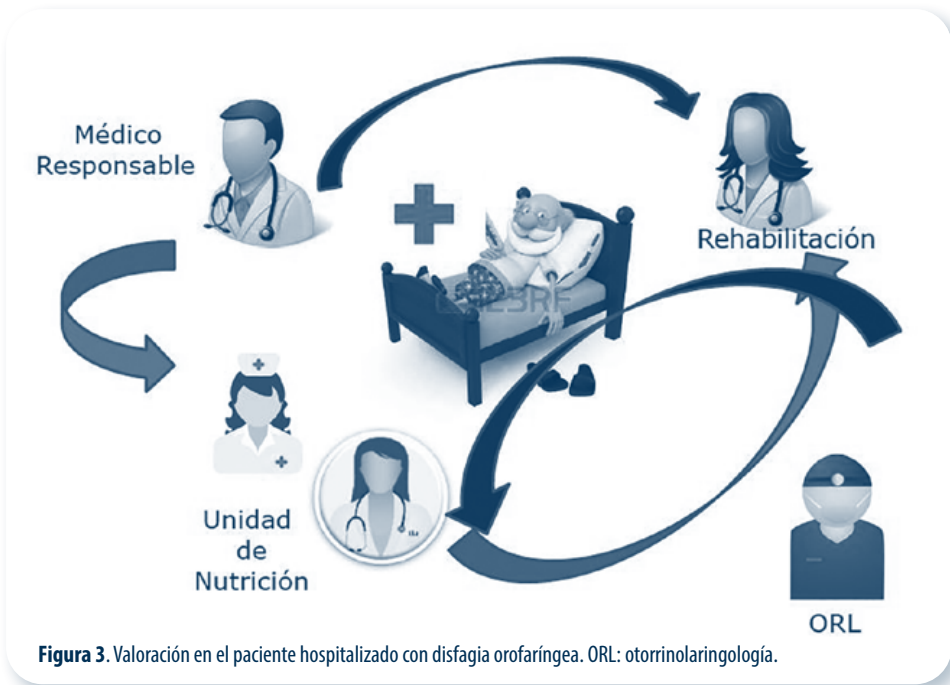 Médico
Responsable
Rehabilitación
Unidad
de
Nutrición
ORL
Figura 3. Valoración en el paciente hospitalizado con disfagia orofaríngea. ORL: otorrinolaringología.